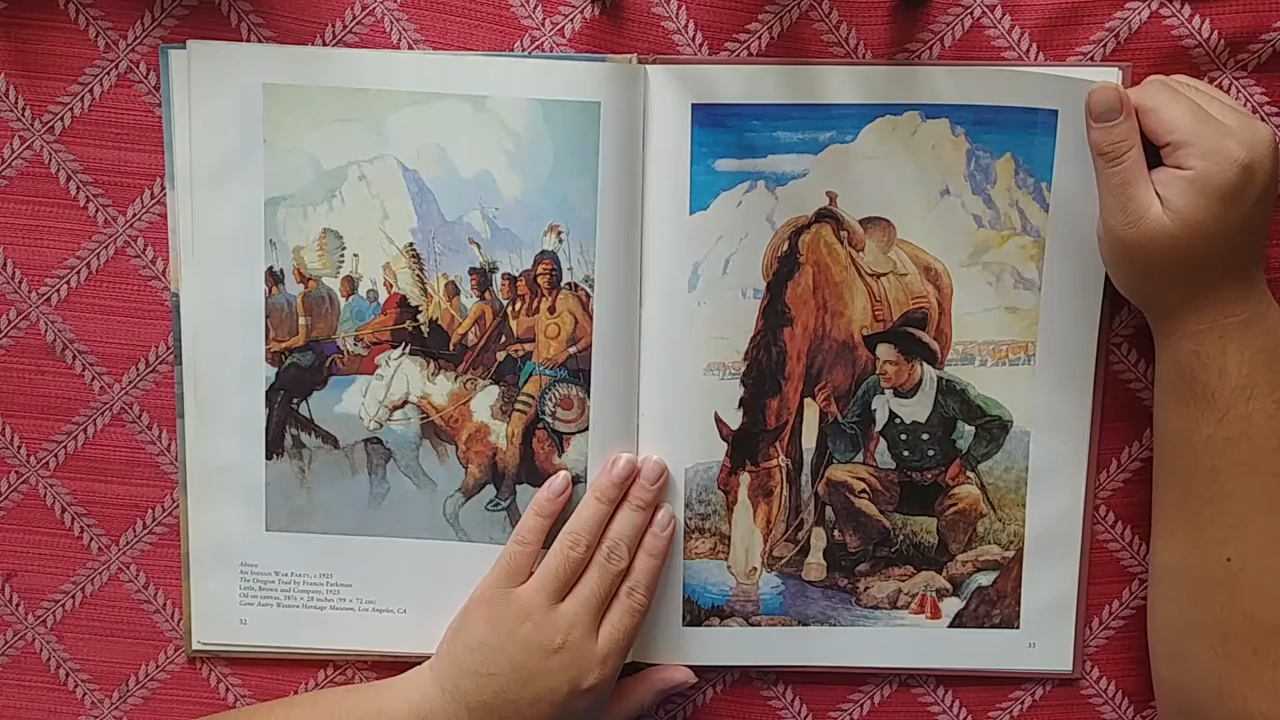 Above
AN INDIAN WAR PARTY, c.1925
The Oregon Trail by Francis Parkman
Little, Brown and Company, 1925
Oil on canvas, 38⅞ × 28 inches (99 × 72 cm)
Gene Autry Western Heritage Museum, Los Angeles, CA
32
33